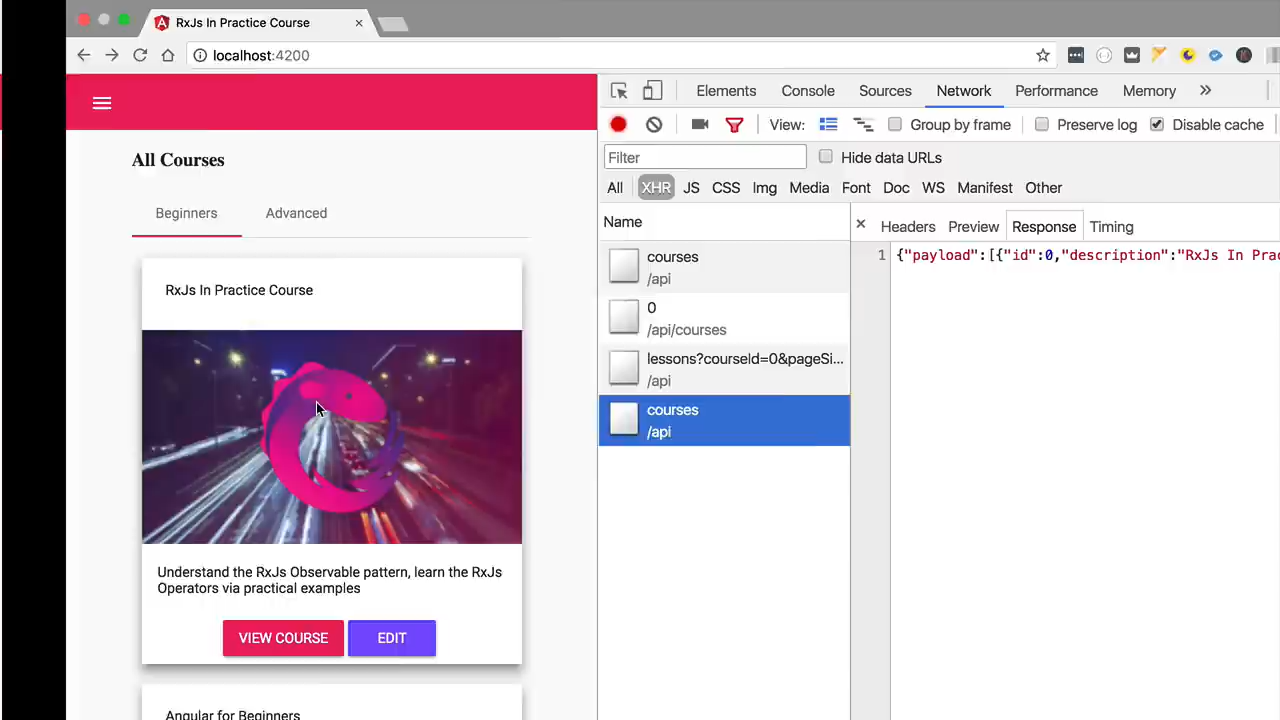 RxJs In Practice Course
localhost:4200
All Courses
Beginners Advanced
RxJs In Practice Course
Understand the RxJs Observable pattern, learn the RxJs
Operators via practical examples
VIEW COURSE EDIT
Angular for Beginners
Elements Console Sources Network Performance Memory
View: Group by frame Preserve log Disable cache
Filter Hide data URLs
All XHR JS CSS Img Media Font Doc WS Manifest Other
Name
courses
/api
0
/api/courses
lessons?courseId=0&pageSi...
/api
courses
/api
Headers Preview Response Timing
1 {"payload":[{"id":0,"description":"RxJs In Prac